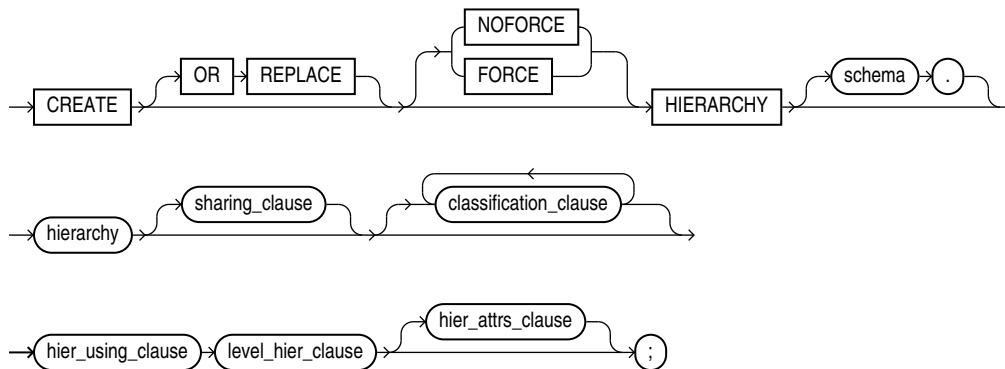 NOFORCE
OR REPLACE FORCE schema .
CREATE HIERARCHY
sharing_clause classification_clause
hierarchy
hier_attrs_clause
hier_using_clause level_hier_clause ;